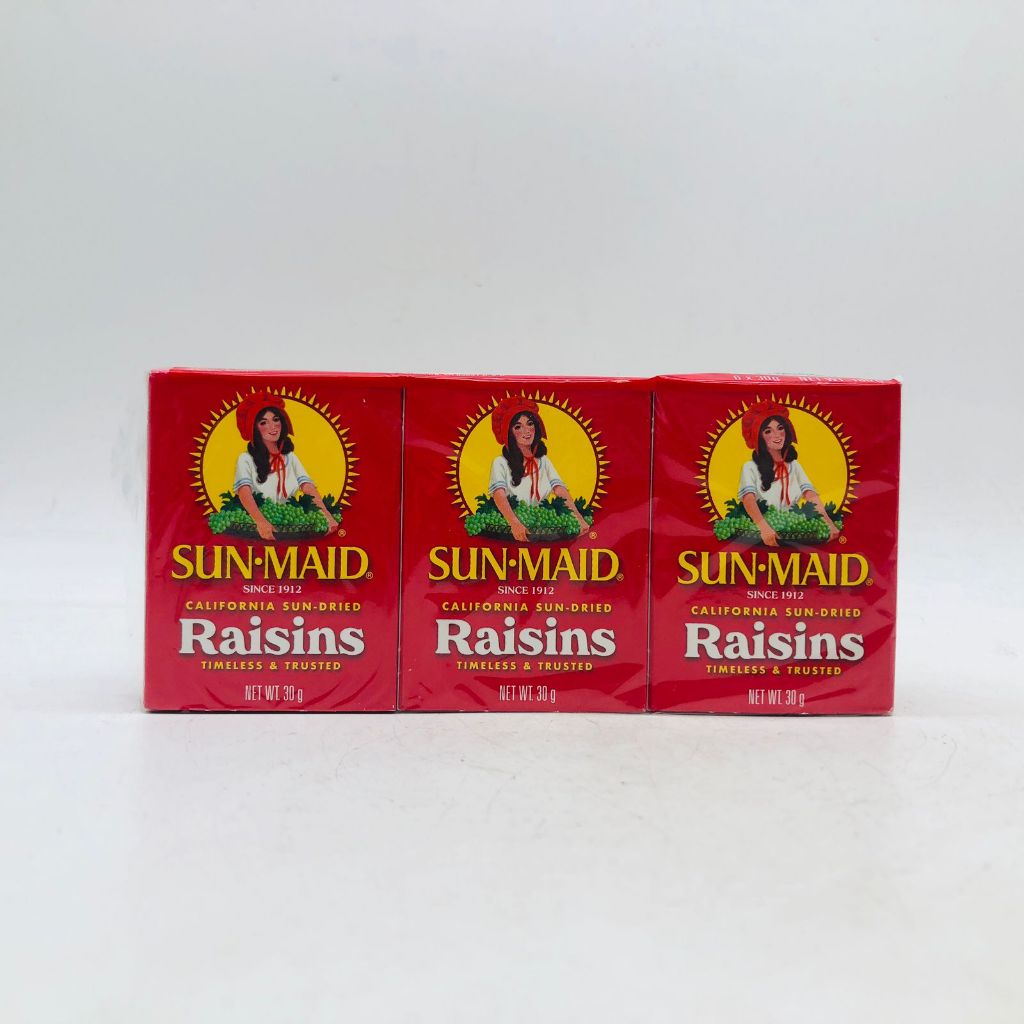 SUN•MAID®
SINCE 1912
CALIFORNIA SUN-DRIED
Raisins
TIMELESS & TRUSTED
NET WT. 30 g
SUN•MAID®
SINCE 1912
CALIFORNIA SUN-DRIED
Raisins
TIMELESS & TRUSTED
NET WT. 30 g
SUN•MAID®
SINCE 1912
CALIFORNIA SUN-DRIED
Raisins
TIMELESS & TRUSTED
NET WT. 30 g